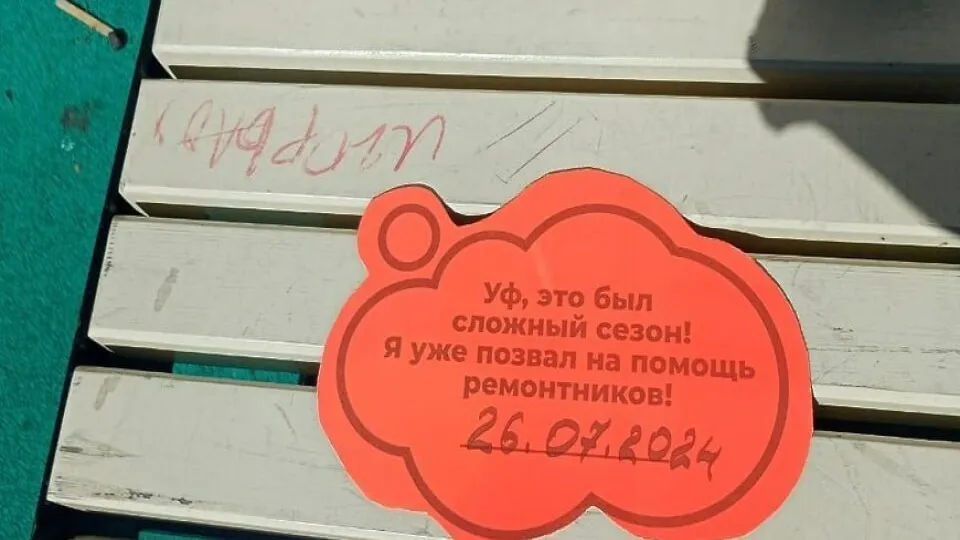 Уф, это был
сложный сезон!
Я уже позвал на помощь
ремонтников!
26.07.2024